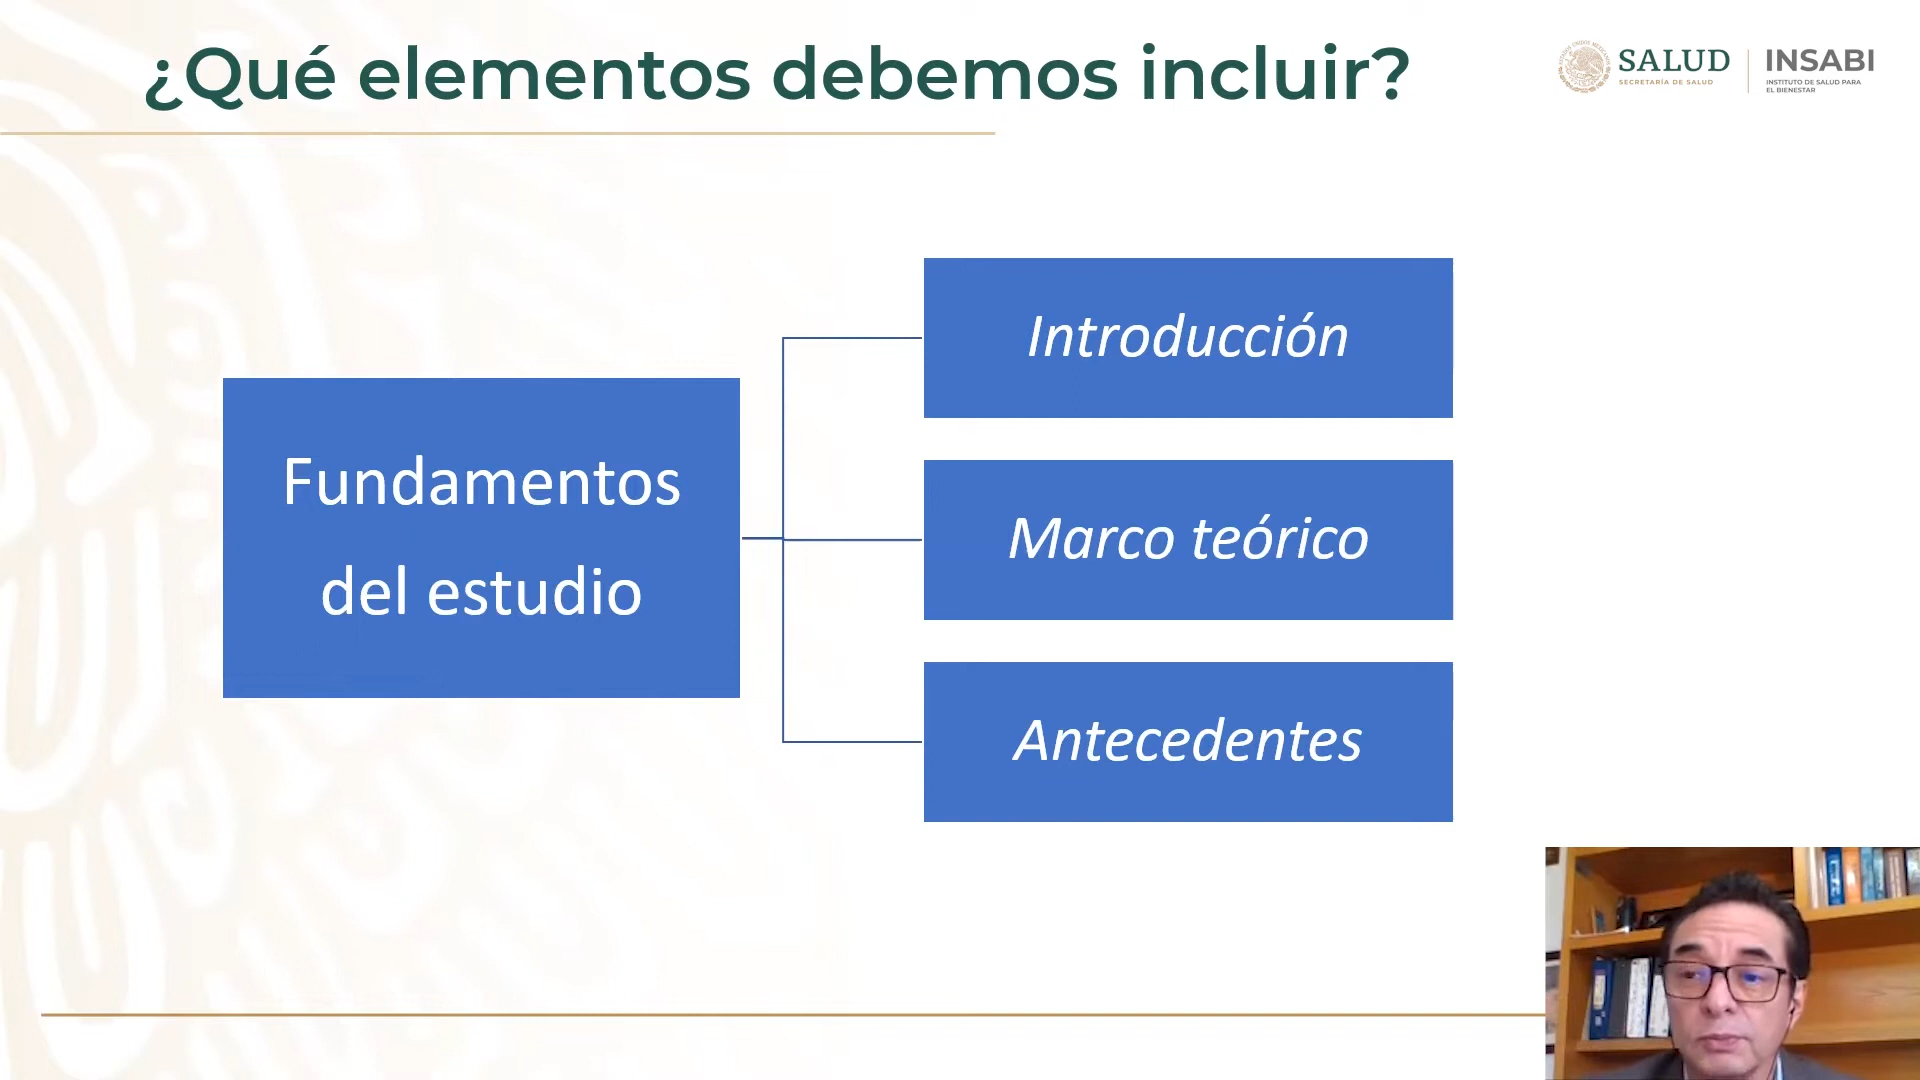 ¿Qué elementos debemos incluir?
SALUD
SECRETARÍA DE SALUD
INSABI
INSTITUTO DE SALUD PARA
EL BIENESTAR
Fundamentos
del estudio
Introducción
Marco teórico
Antecedentes